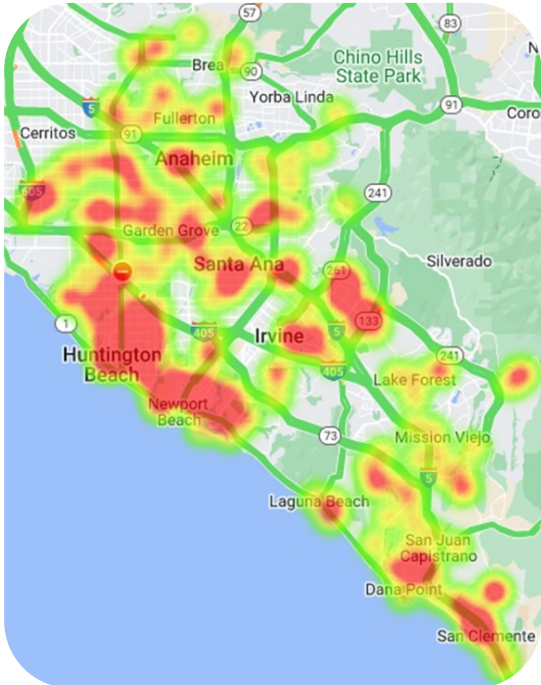 57
83
N
Chino Hills
State Park
Brea
90
Yorba Linda
5
91
Fullerton
Coro
Cerritos
91
Anaheim
605
241
22
Garden Grove
Santa Ana
261
Silverado
1
133
405
Irvine
5
Huntington
Beach
241
405
Lake Forest
Newport
Beach
73
Mission Viejo
5
Laguna Beach
San Juan
Capistrano
Dana Point
San Clemente